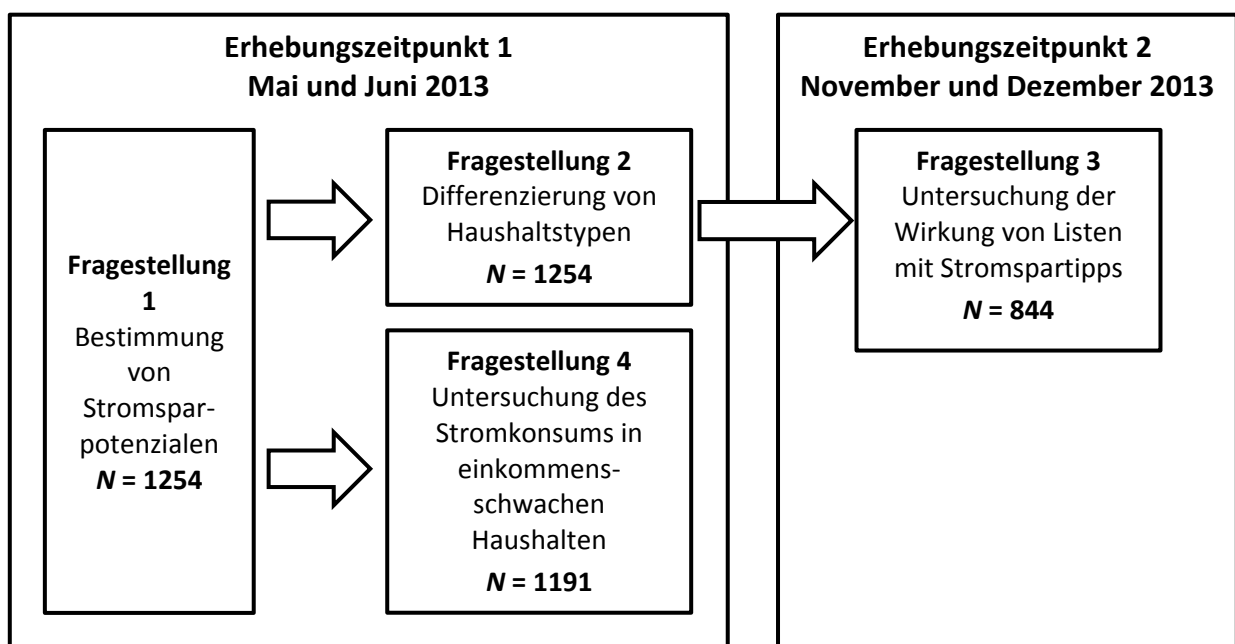 Erhebungszeitpunkt 1
Mai und Juni 2013
Fragestellung
1
Bestimmung
von
Stromspar-
potenzialen
N = 1254
Fragestellung 2
Differenzierung von
Haushaltstypen
N = 1254
Fragestellung 4
Untersuchung des
Stromkonsums in
einkommens-
schwachen
Haushalten
N = 1191
Erhebungszeitpunkt 2
November und Dezember 2013
Fragestellung 3
Untersuchung der
Wirkung von Listen
mit Stromspartipps
N = 844